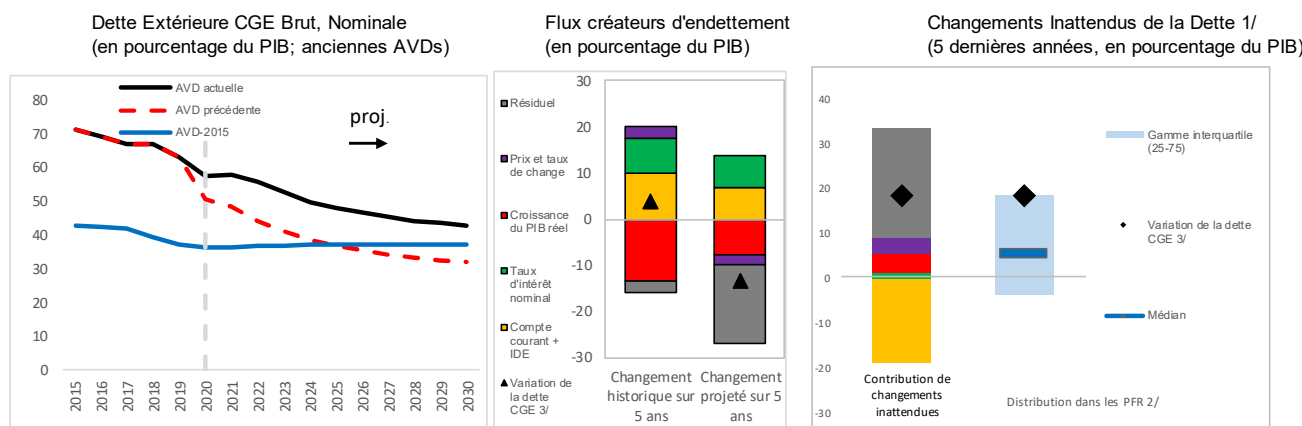 Dette Extérieure CGE Brut, Nominale
(en pourcentage du PIB; anciennes AVDs)
AVD actuelle
AVD précédente
AVD-2015
proj.
80
70
60
50
40
30
20
10
0
2015
2016
2017
2018
2019
2020
2021
2022
2023
2024
2025
2026
2027
2028
2029
2030
Flux créateurs d'endettement
(en pourcentage du PIB)
Résiduel
Prix et taux
de change
Croissance
du PIB réel
Taux
d'intérêt
nominal
Compte
courant +
IDE
Variation de
la dette
CGE 3/
30
20
10
0
-10
-20
-30
Changement
historique sur
5 ans
Changement
projeté sur 5
ans
Changements Inattendus de la Dette 1/
(5 dernières années, en pourcentage du PIB)
40
30
20
10
0
-10
-20
-30
Gamme interquartile
(25-75)
Variation de la dette
CGE 3/
Médian
Contribution de
changements
inattendues
Distribution dans les PFR 2/